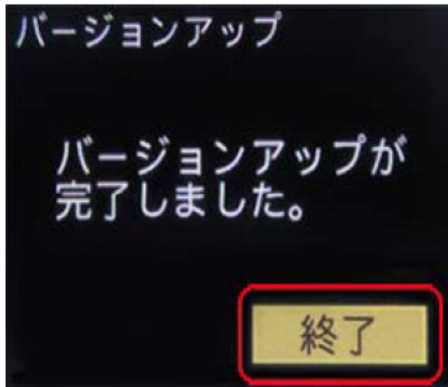 バージョンアップ
バージョンアップが
完了しました。
終了